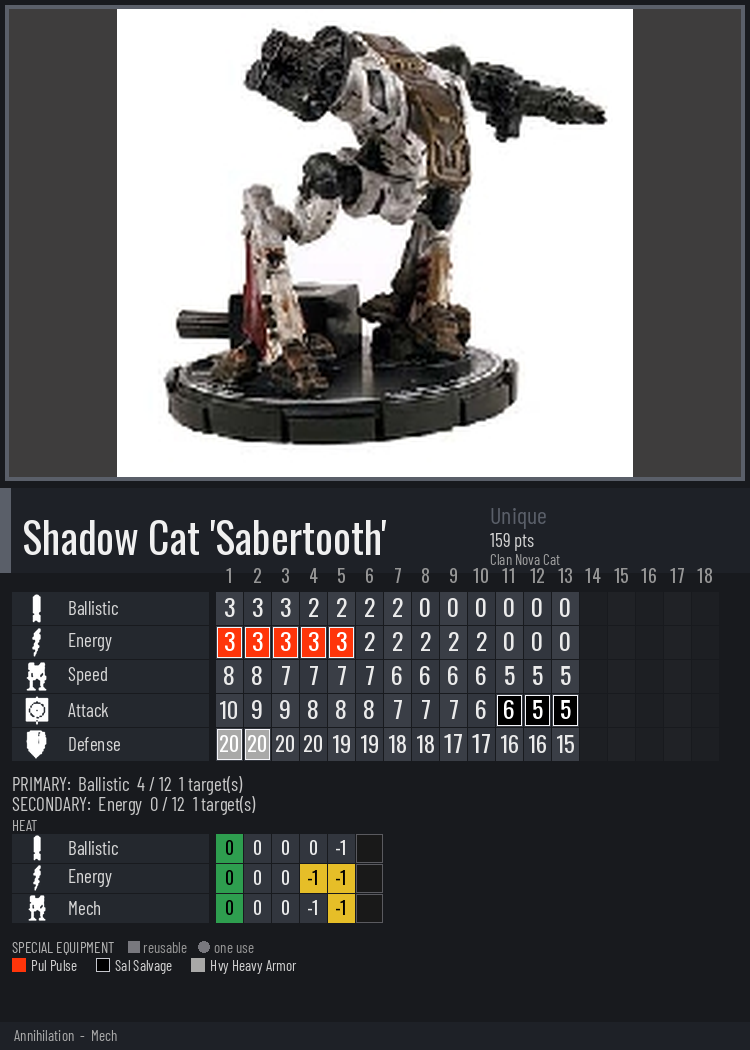 Shadow Cat 'Sabertooth'
Unique
159 pts
Clan Nova Cat
1 2 3 4 5 6 7 8 9 10 11 12 13 14 15 16 17 18
Ballistic 3 3 3 2 2 2 2 0 0 0 0 0 0
Energy 3 3 3 3 3 2 2 2 2 2 0 0 0
Speed 8 8 7 7 7 7 6 6 6 6 5 5 5
Attack 10 9 9 8 8 8 7 7 7 6 6 5 5
Defense 20 20 20 20 19 19 18 18 17 17 16 16 15
PRIMARY: Ballistic 4 / 12 1 target(s)
SECONDARY: Energy 0 / 12 1 target(s)
HEAT
Ballistic 0 0 0 0 -1
Energy 0 0 0 -1 -1
Mech 0 0 0 -1 -1
SPECIAL EQUIPMENT reusable one use
Pul Pulse Sal Salvage Hvy Heavy Armor
Annihilation - Mech